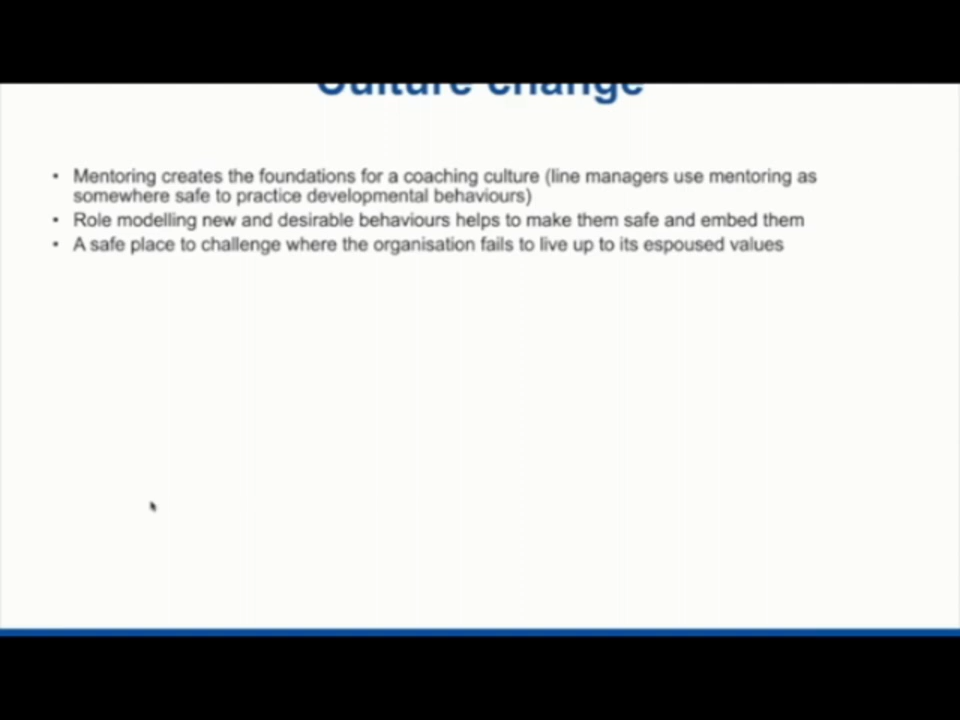 Culture change
• Mentoring creates the foundations for a coaching culture (line managers use mentoring as
somewhere safe to practice developmental behaviours)
• Role modelling new and desirable behaviours helps to make them safe and embed them
• A safe place to challenge where the organisation fails to live up to its espoused values